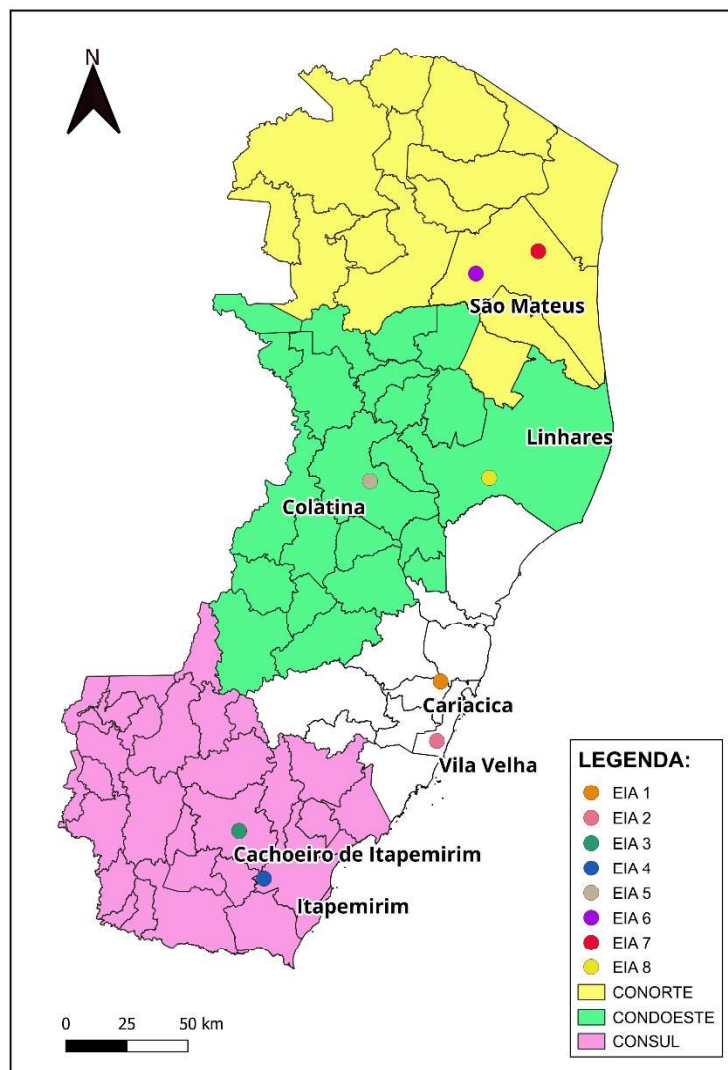 N
São Mateus
Linhares
Colatina
Cariacica
Vila Velha
Cachoeiro de Itapemirim
Itapemirim
LEGENDA:
EIA 1
EIA 2
EIA 3
EIA 4
EIA 5
EIA 6
EIA 7
EIA 8
CONORTE
CONDOESTE
CONSUL
0 25 50 km